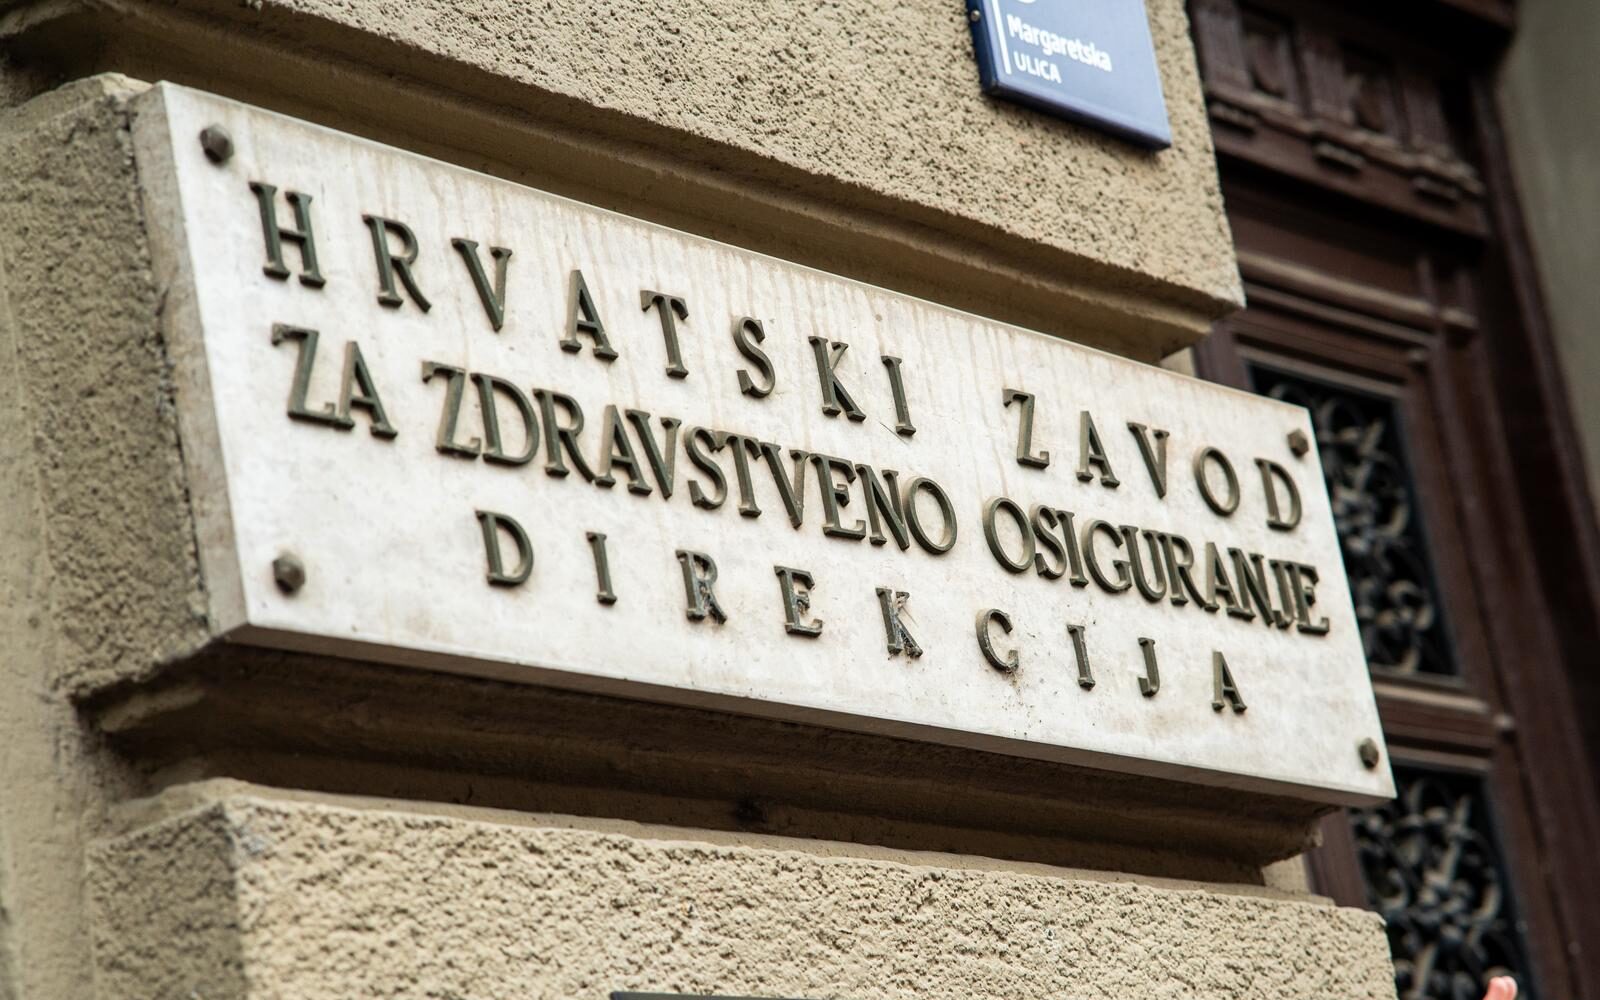 Margaretska
ULICA
HRVATSKI ZAVOD
ZA ZDRAVSTVENO OSIGURANJE
DIREKCIJA